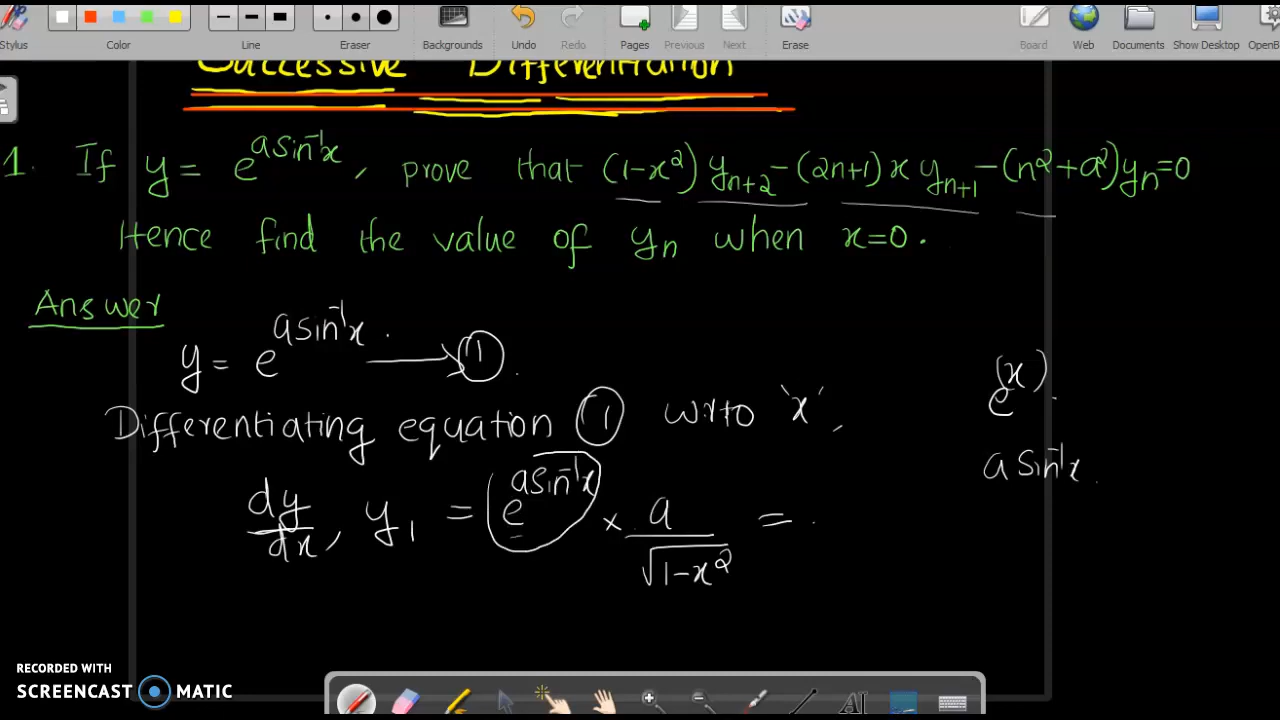 Stylus Color Line Eraser Backgrounds Undo Redo Pages Previous Next Erase Board Web Documents Show Desktop OpenB
Successive Differentiation
1. If y = e^{a sin⁻¹x}, prove that (1-x²) y_{n+2} - (2n+1) x y_{n+1} - (n²+a²)y_n=0
Hence find the value of y_n when x=0.
Answer
y = e^{a sin⁻¹x} → ①
Differentiating equation ① w.r.to 'x',
dy/dx, y₁ = e^{a sin⁻¹x} × a/√(1-x²) =
e^{(x)}
a sin⁻¹x
RECORDED WITH
SCREENCAST MATIC